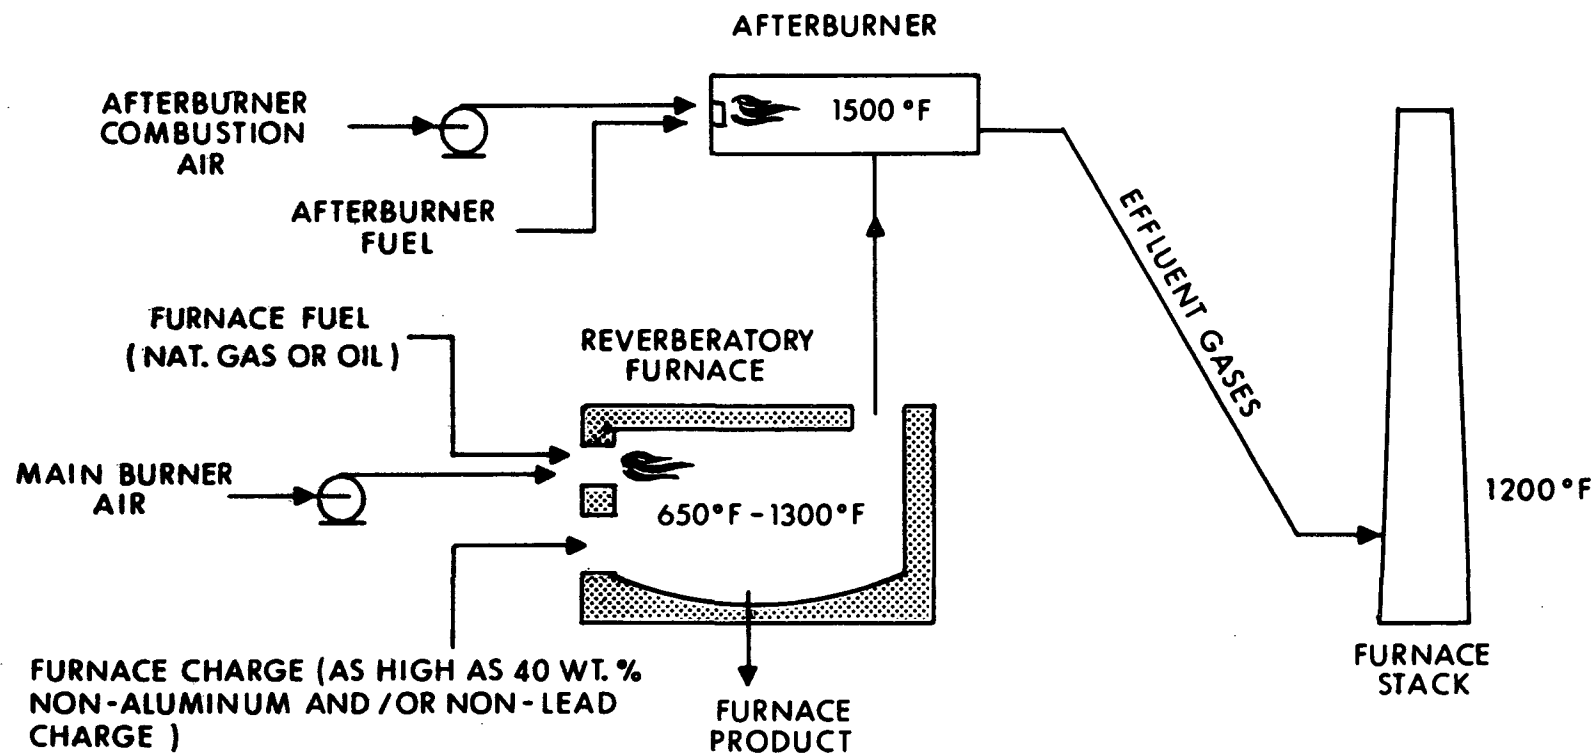 AFTERBURNER
1500 °F
AFTERBURNER
COMBUSTION
AIR
AFTERBURNER
FUEL
EFFLUENT GASES
FURNACE FUEL
( NAT. GAS OR OIL )
REVERBERATORY
FURNACE
MAIN BURNER
AIR
650°F - 1300°F
1200 °F
FURNACE CHARGE (AS HIGH AS 40 WT. %
NON-ALUMINUM AND /OR NON-LEAD
CHARGE )
FURNACE
PRODUCT
FURNACE
STACK